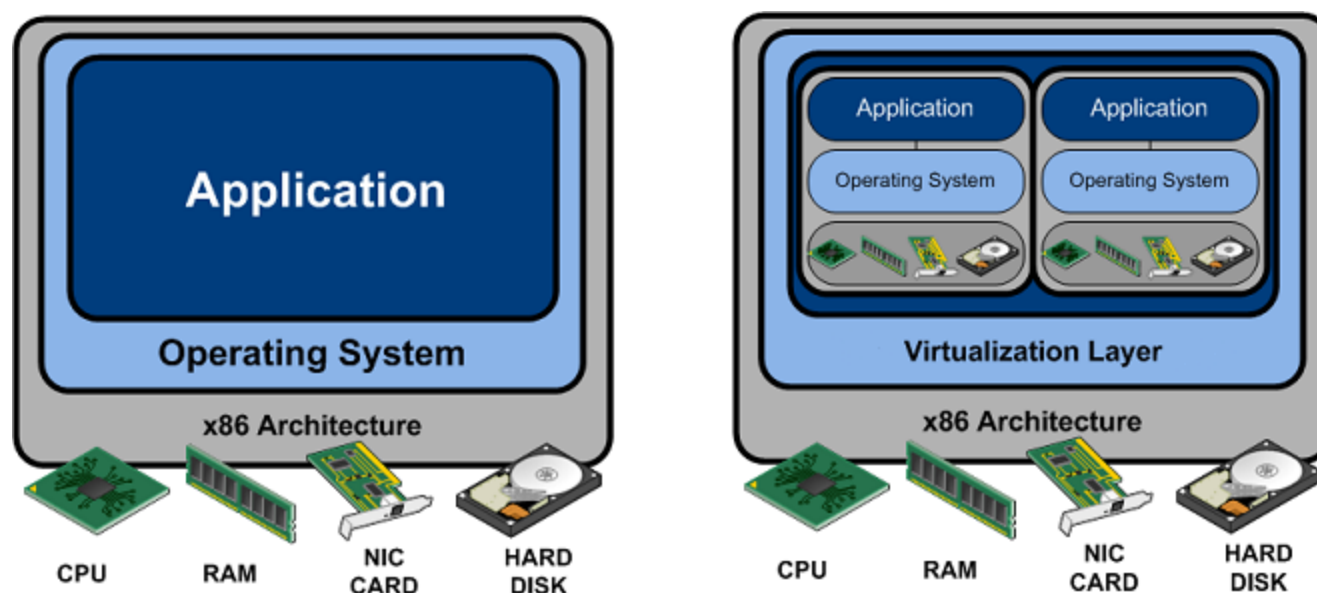 Application
Operating System
x86 Architecture
CPU
RAM
NIC
CARD
HARD
DISK
Application
Application
Operating System
Operating System
Virtualization Layer
x86 Architecture
CPU
RAM
NIC
CARD
HARD
DISK